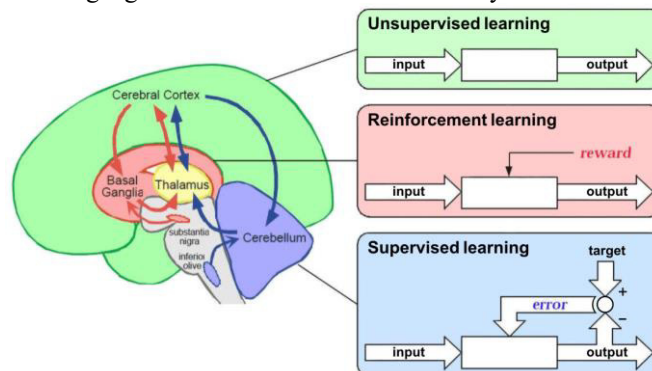 Unsupervised learning
input
output
Cerebral Cortex
Basal
Ganglia
Thalamus
substantia
nigra
inferior
olive
Cerebellum
Reinforcement learning
reward
input
output
Supervised learning
target
+
error
−
input
output